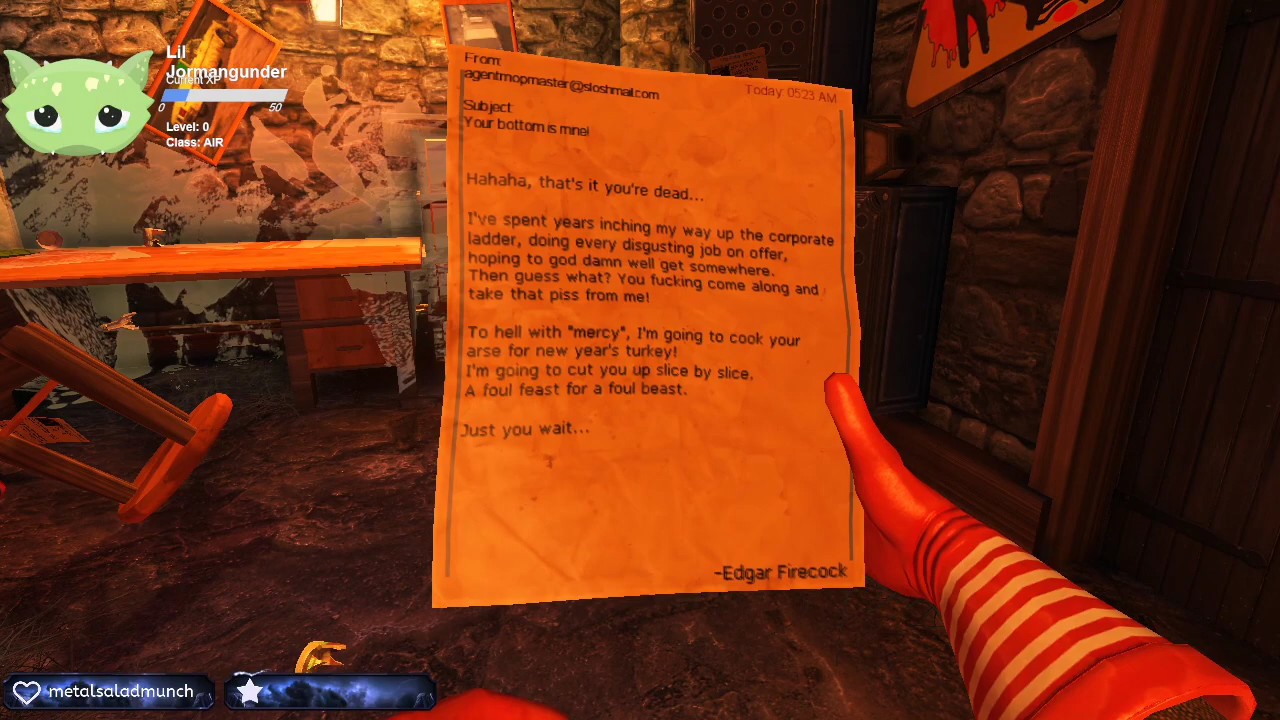 Lil
Jormangunder
Current XP
0
50
Level: 0
Class: AIR
From:
agentmopmaster@sloshmail.com
Today: 0523 AM
Subject:
Your bottom is mine!
Hahaha, that's it you're dead...
I've spent years inching my way up the corporate
ladder, doing every disgusting job on offer,
hoping to god damn well get somewhere.
Then guess what? You fucking come along and
take that piss from me!
To hell with "mercy", I'm going to cook your
arse for new year's turkey!
I'm going to cut you up slice by slice.
A foul feast for a foul beast.
Just you wait...
-Edgar Firecock
metalsaladmunch